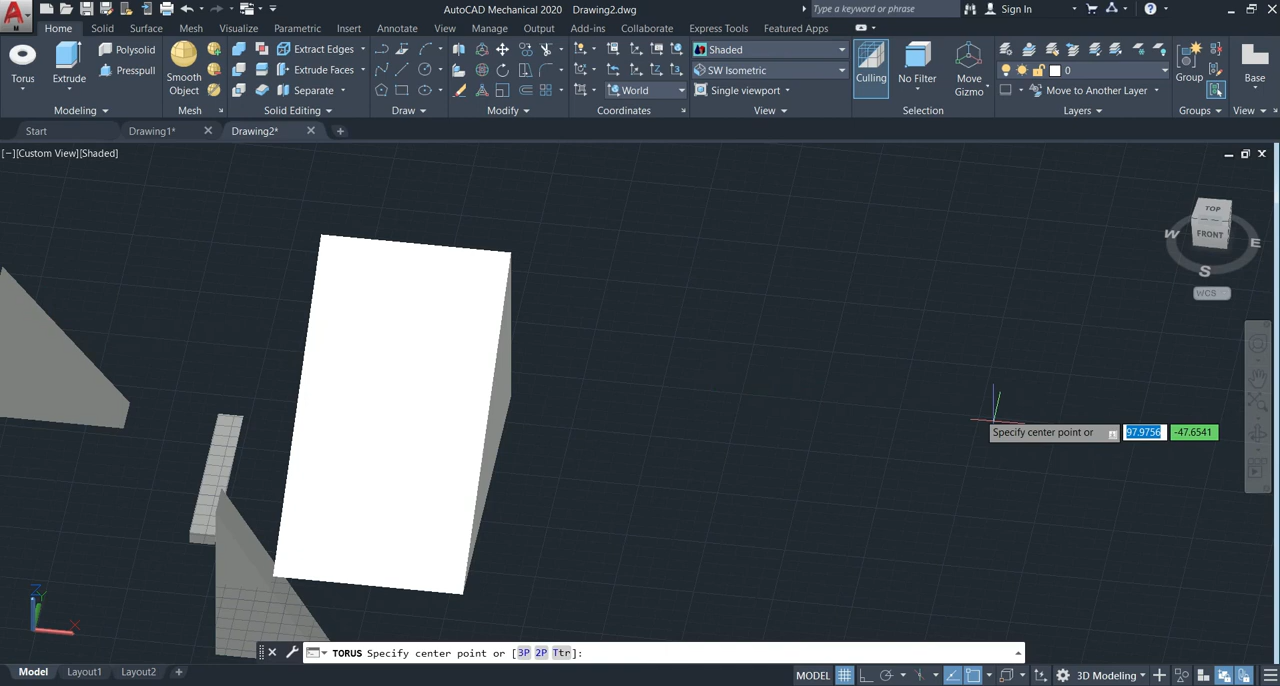 A
AutoCAD Mechanical 2020 Drawing2.dwg
Type a keyword or phrase
Sign In
Home Solid Surface Mesh Visualize Parametric Insert Annotate View Output Add-ins Collaborate Express Tools Featured Apps
Torus
Extrude
Polysolid
Presspull
Modeling
Smooth
Object
Mesh
Extract Edges
Extrude Faces
Separate
Solid Editing
Draw
Modify
World
Coordinates
Shaded
SW Isometric
Single viewport
View
Culling
No Filter
Move
Gizmo
Selection
0
Move to Another Layer
Layers
Group
Groups
Base
View
Start
Drawing1*
Drawing2*
[−][Custom View][Shaded]
TOP
FRONT
W
E
S
WCS
Specify center point or
97.9756
-47.6541
Z
Y
X
TORUS Specify center point or [3P 2P Ttr]:
Model
Layout1
Layout2
MODEL
3D Modeling